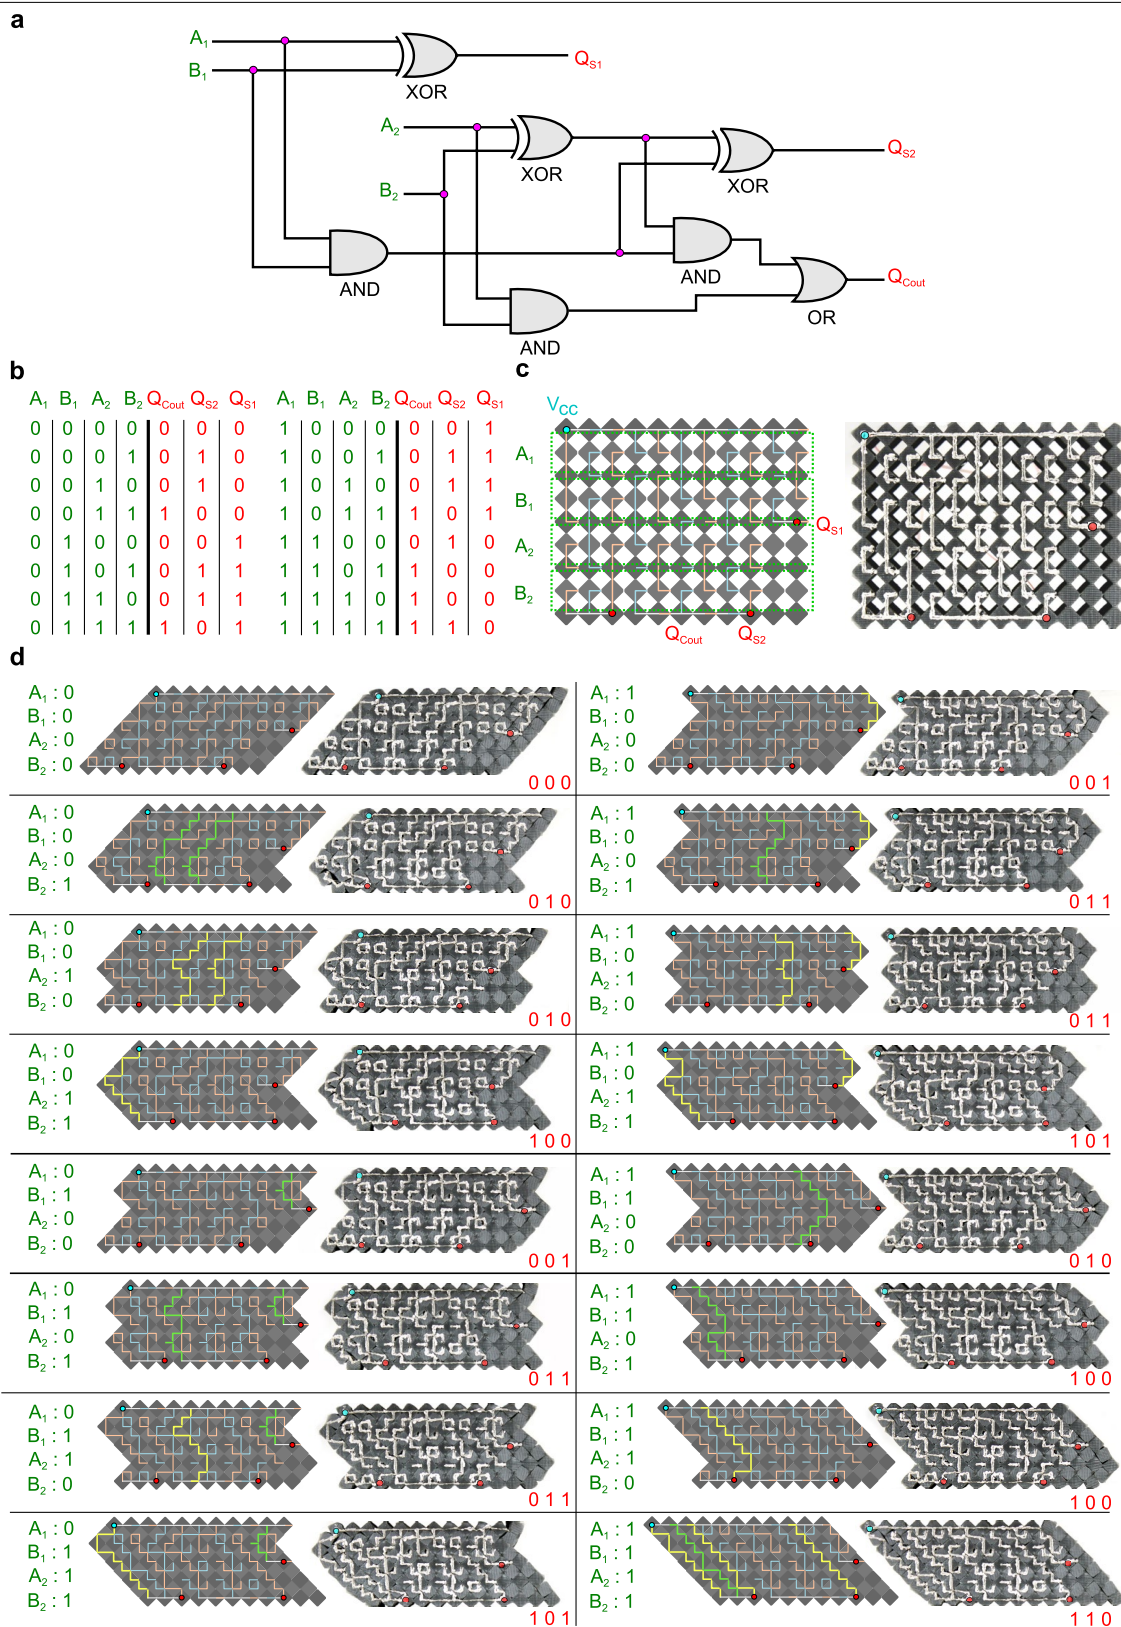 a
A1
B1
XOR
QS1
A2
B2
XOR
XOR
QS2
AND
AND
AND
OR
QCout
b
A1 B1 A2 B2 QCout QS2 QS1 A1 B1 A2 B2 QCout QS2 QS1
0 0 0 0 0 0 0 1 0 0 0 0 0 1
0 0 0 1 0 1 0 1 0 0 1 0 1 1
0 0 1 0 0 1 0 1 0 1 0 0 1 1
0 0 1 1 1 0 0 1 0 1 1 1 0 1
0 1 0 0 0 0 1 1 1 0 0 0 1 0
0 1 0 1 0 1 1 1 1 0 1 1 0 0
0 1 1 0 0 1 1 1 1 1 0 1 0 0
0 1 1 1 1 0 1 1 1 1 1 1 1 0
c
VCC
A1
B1
A2
B2
QS1
QCout
QS2
d
A1 : 0
B1 : 0
A2 : 0
B2 : 0
0 0 0
A1 : 1
B1 : 0
A2 : 0
B2 : 0
0 0 1
A1 : 0
B1 : 0
A2 : 0
B2 : 1
0 1 0
A1 : 1
B1 : 0
A2 : 0
B2 : 1
0 1 1
A1 : 0
B1 : 0
A2 : 1
B2 : 0
0 1 0
A1 : 1
B1 : 0
A2 : 1
B2 : 0
0 1 1
A1 : 0
B1 : 0
A2 : 1
B2 : 1
1 0 0
A1 : 1
B1 : 0
A2 : 1
B2 : 1
1 0 1
A1 : 0
B1 : 1
A2 : 0
B2 : 0
0 0 1
A1 : 1
B1 : 1
A2 : 0
B2 : 0
0 1 0
A1 : 0
B1 : 1
A2 : 0
B2 : 1
0 1 1
A1 : 1
B1 : 1
A2 : 0
B2 : 1
1 0 0
A1 : 0
B1 : 1
A2 : 1
B2 : 0
0 1 1
A1 : 1
B1 : 1
A2 : 1
B2 : 0
1 0 0
A1 : 0
B1 : 1
A2 : 1
B2 : 1
1 0 1
A1 : 1
B1 : 1
A2 : 1
B2 : 1
1 1 0